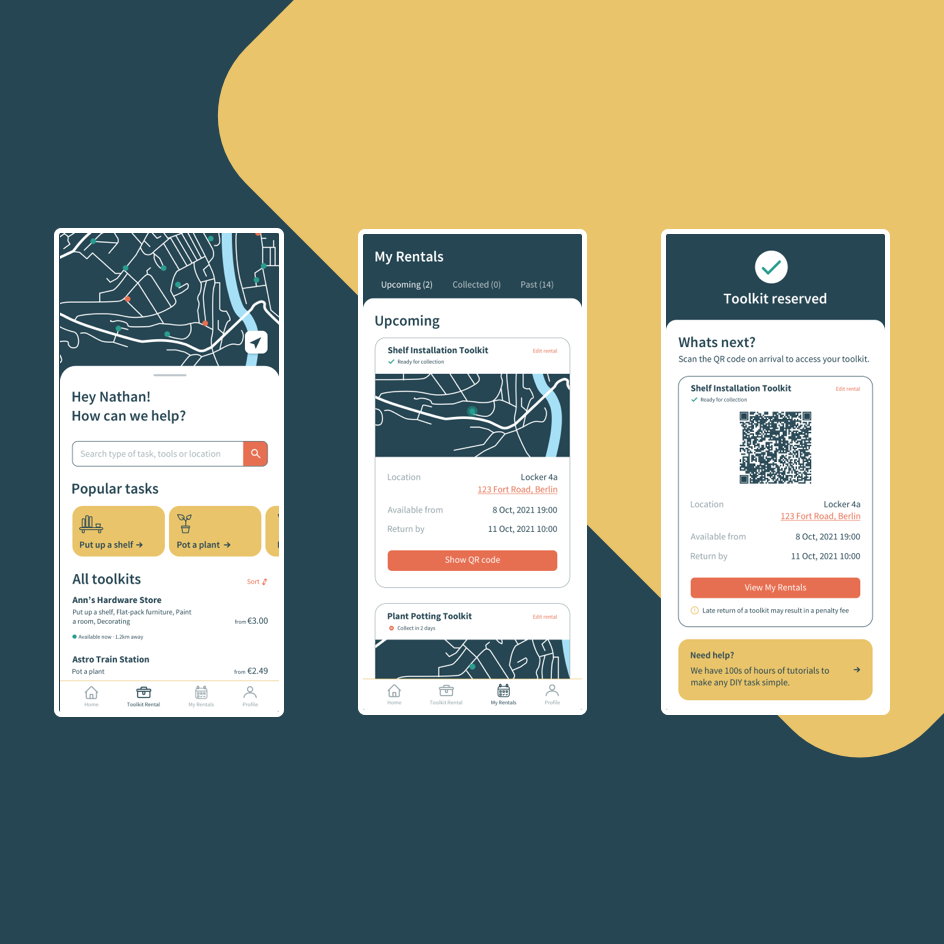 Hey Nathan!
How can we help?
Search type of task, tools or location
Popular tasks
Put up a shelf →
Pot a plant →
All toolkits
Sort
Ann's Hardware Store
Put up a shelf, Flat-pack furniture, Paint
a room, Decorating
from €3.00
Available now · 1.2km away
Astro Train Station
Pot a plant
from €2.49
Home
Toolkit Rental
My Rentals
Profile
My Rentals
Upcoming (2)
Collected (0)
Past (14)
Upcoming
Shelf Installation Toolkit
Edit rental
Ready for collection
Location
Locker 4a
123 Fort Road, Berlin
Available from
8 Oct, 2021 19:00
Return by
11 Oct, 2021 10:00
Show QR code
Plant Potting Toolkit
Edit rental
Collect in 2 days
Home
Toolkit Rental
My Rentals
Profile
Toolkit reserved
Whats next?
Scan the QR code on arrival to access your toolkit.
Shelf Installation Toolkit
Edit rental
Ready for collection
Location
Locker 4a
123 Fort Road, Berlin
Available from
8 Oct, 2021 19:00
Return by
11 Oct, 2021 10:00
View My Rentals
Late return of a toolkit may result in a penalty fee
Need help?
We have 100s of hours of tutorials to
make any DIY task simple.
→